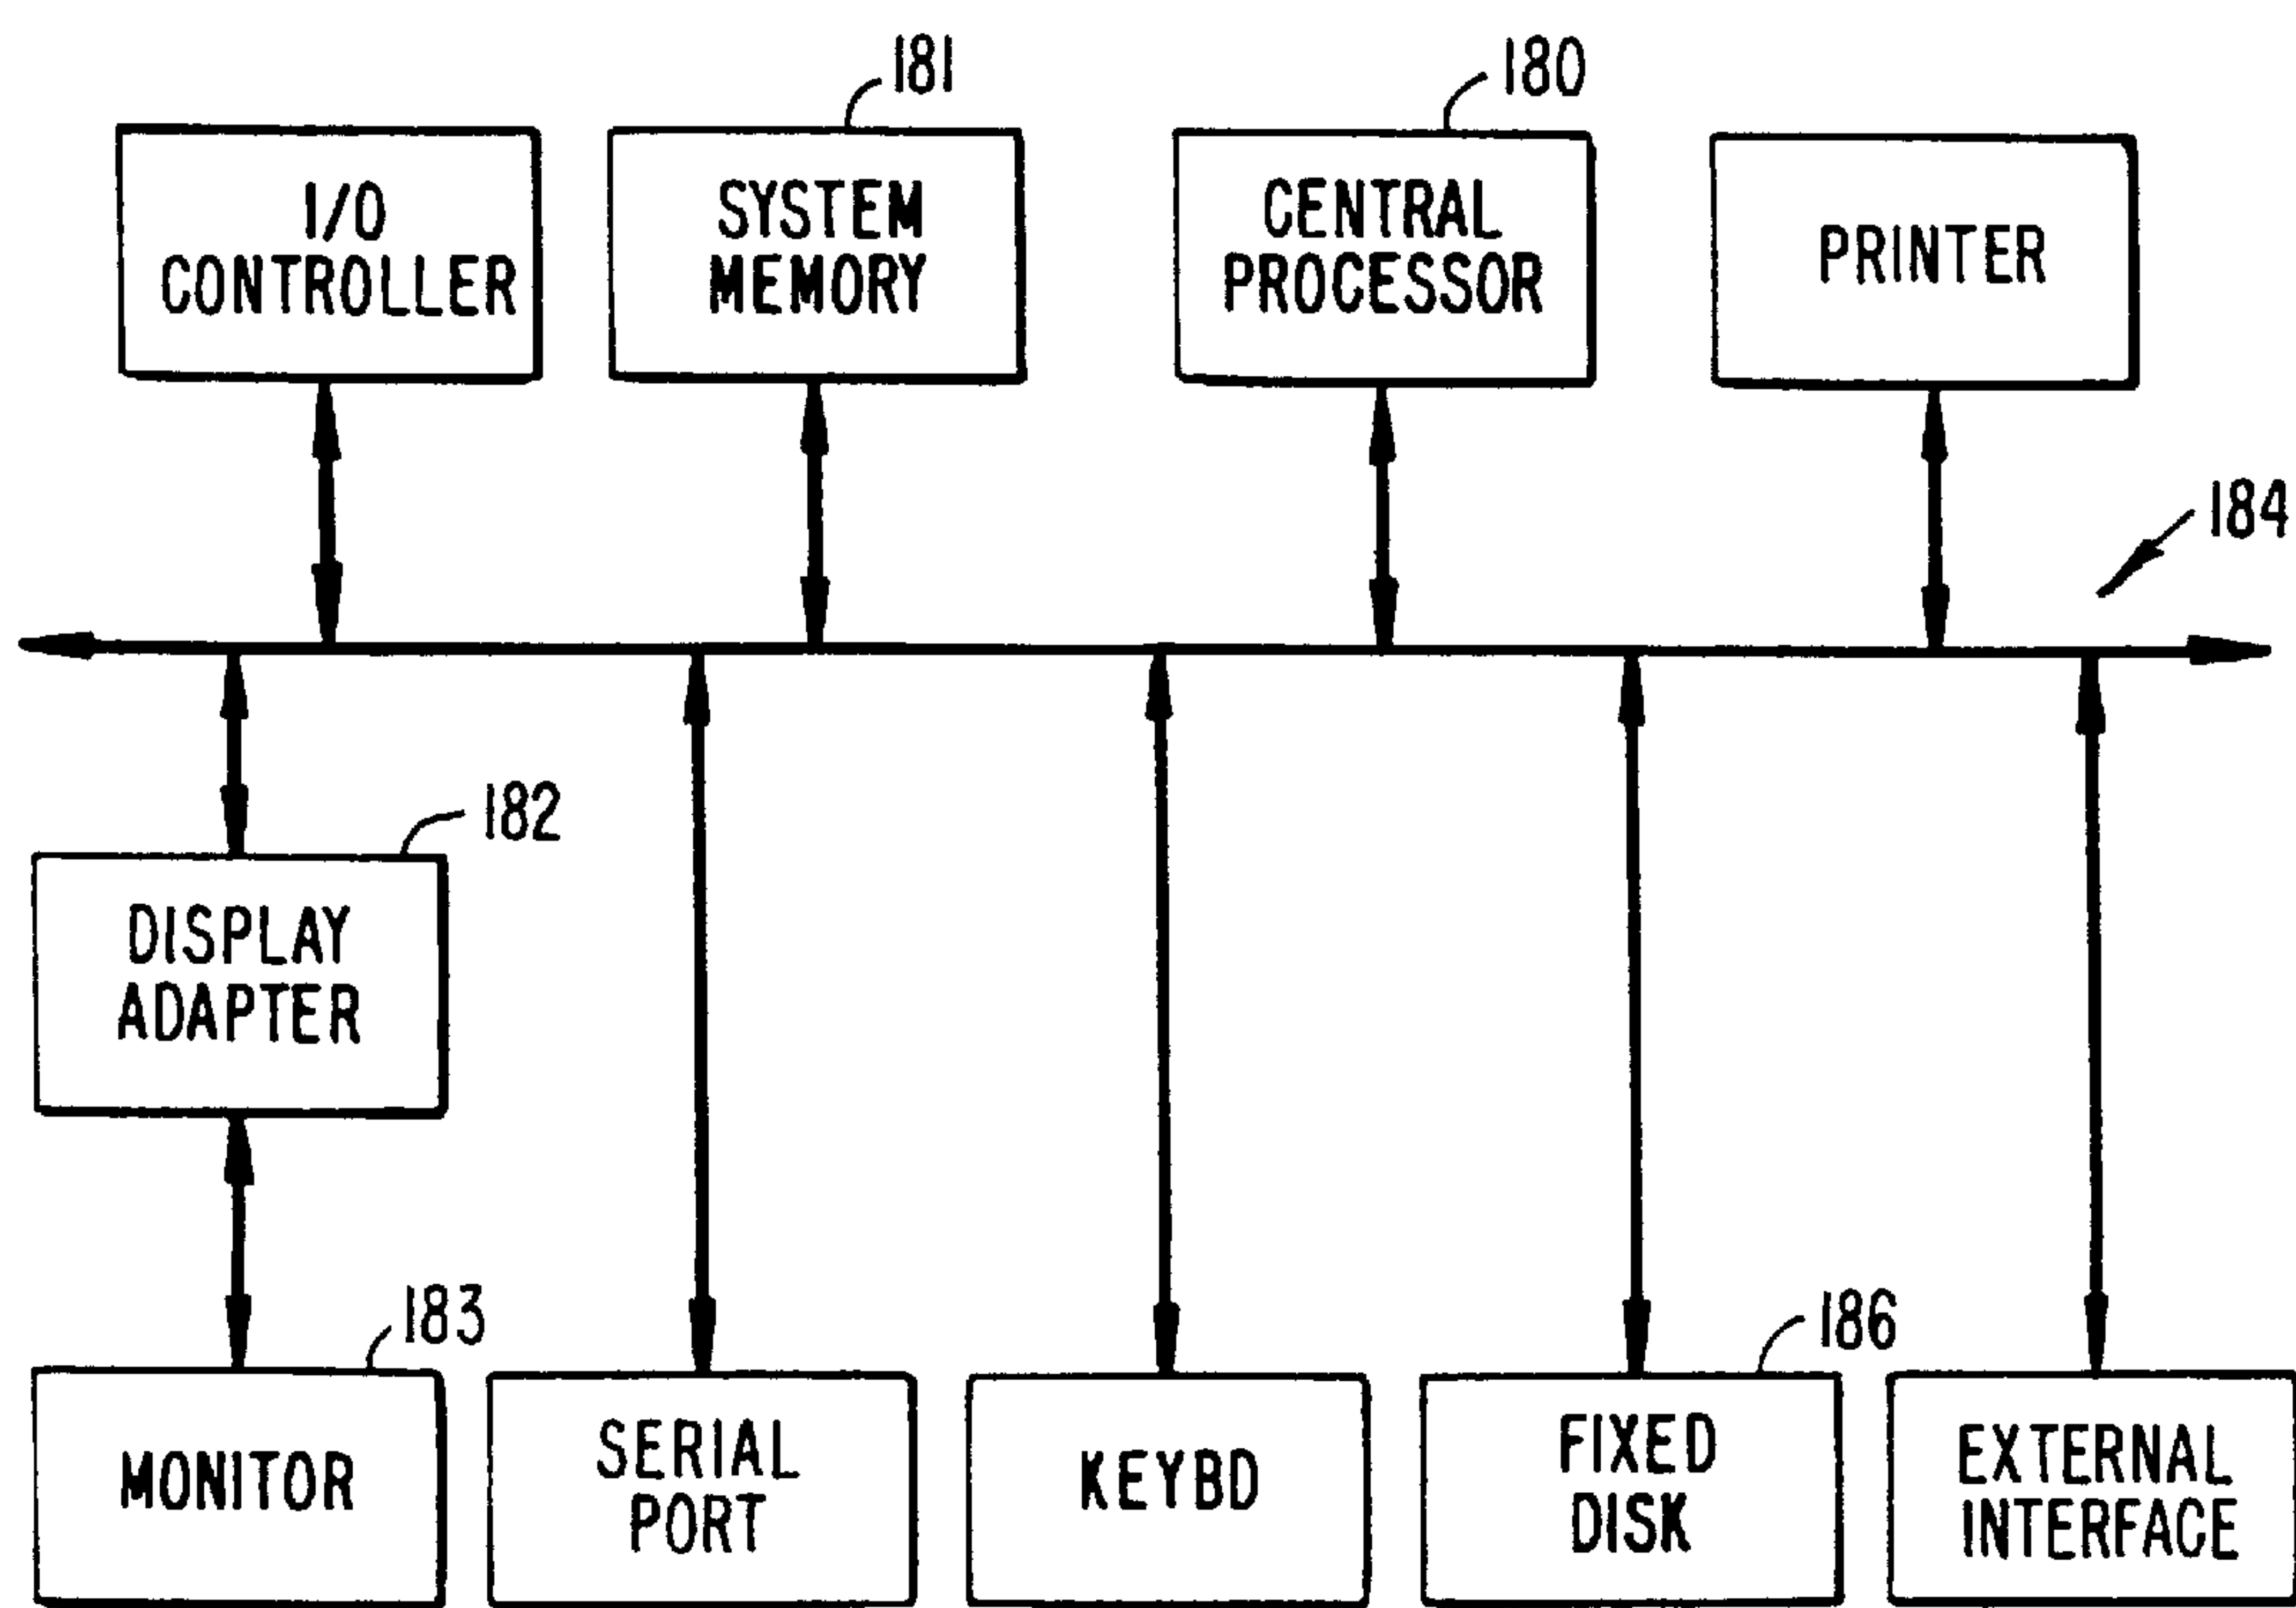 181
180
I/O
CONTROLLER
SYSTEM
MEMORY
CENTRAL
PROCESSOR
PRINTER
184
182
DISPLAY
ADAPTER
183
186
MONITOR
SERIAL
PORT
KEYBD
FIXED
DISK
EXTERNAL
INTERFACE